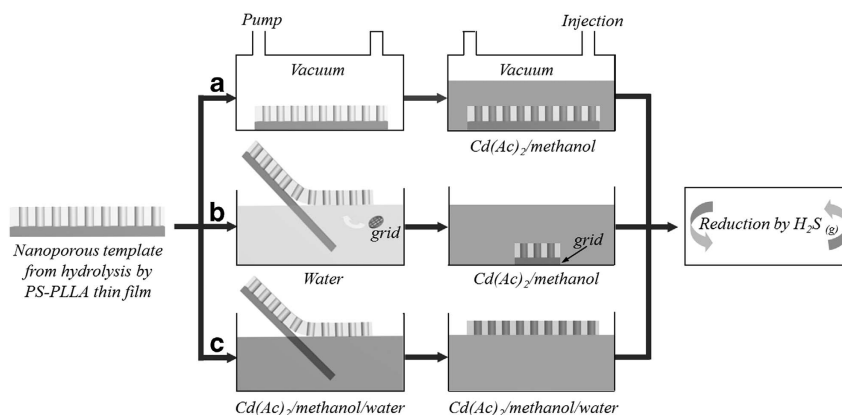 Pump
Injection
Vacuum
Vacuum
a
Cd(Ac)₂/methanol
b
grid
grid
Nanoporous template
from hydrolysis by
PS-PLLA thin film
Water
Cd(Ac)₂/methanol
Reduction by H₂S (g)
c
Cd(Ac)₂/methanol/water
Cd(Ac)₂/methanol/water